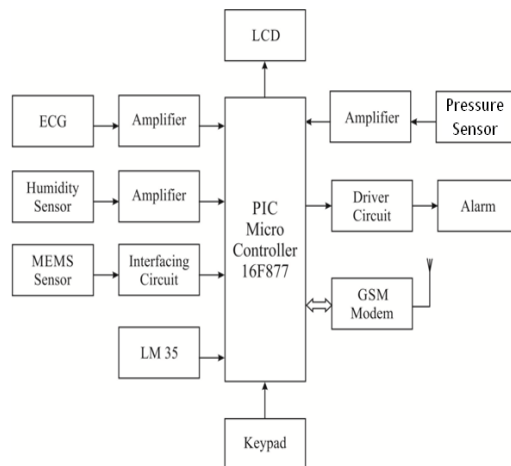 LCD
ECG
Amplifier
Amplifier
Pressure
Sensor
Humidity
Sensor
Amplifier
PIC
Micro
Controller
16F877
Driver
Circuit
Alarm
MEMS
Sensor
Interfacing
Circuit
GSM
Modem
LM 35
Keypad